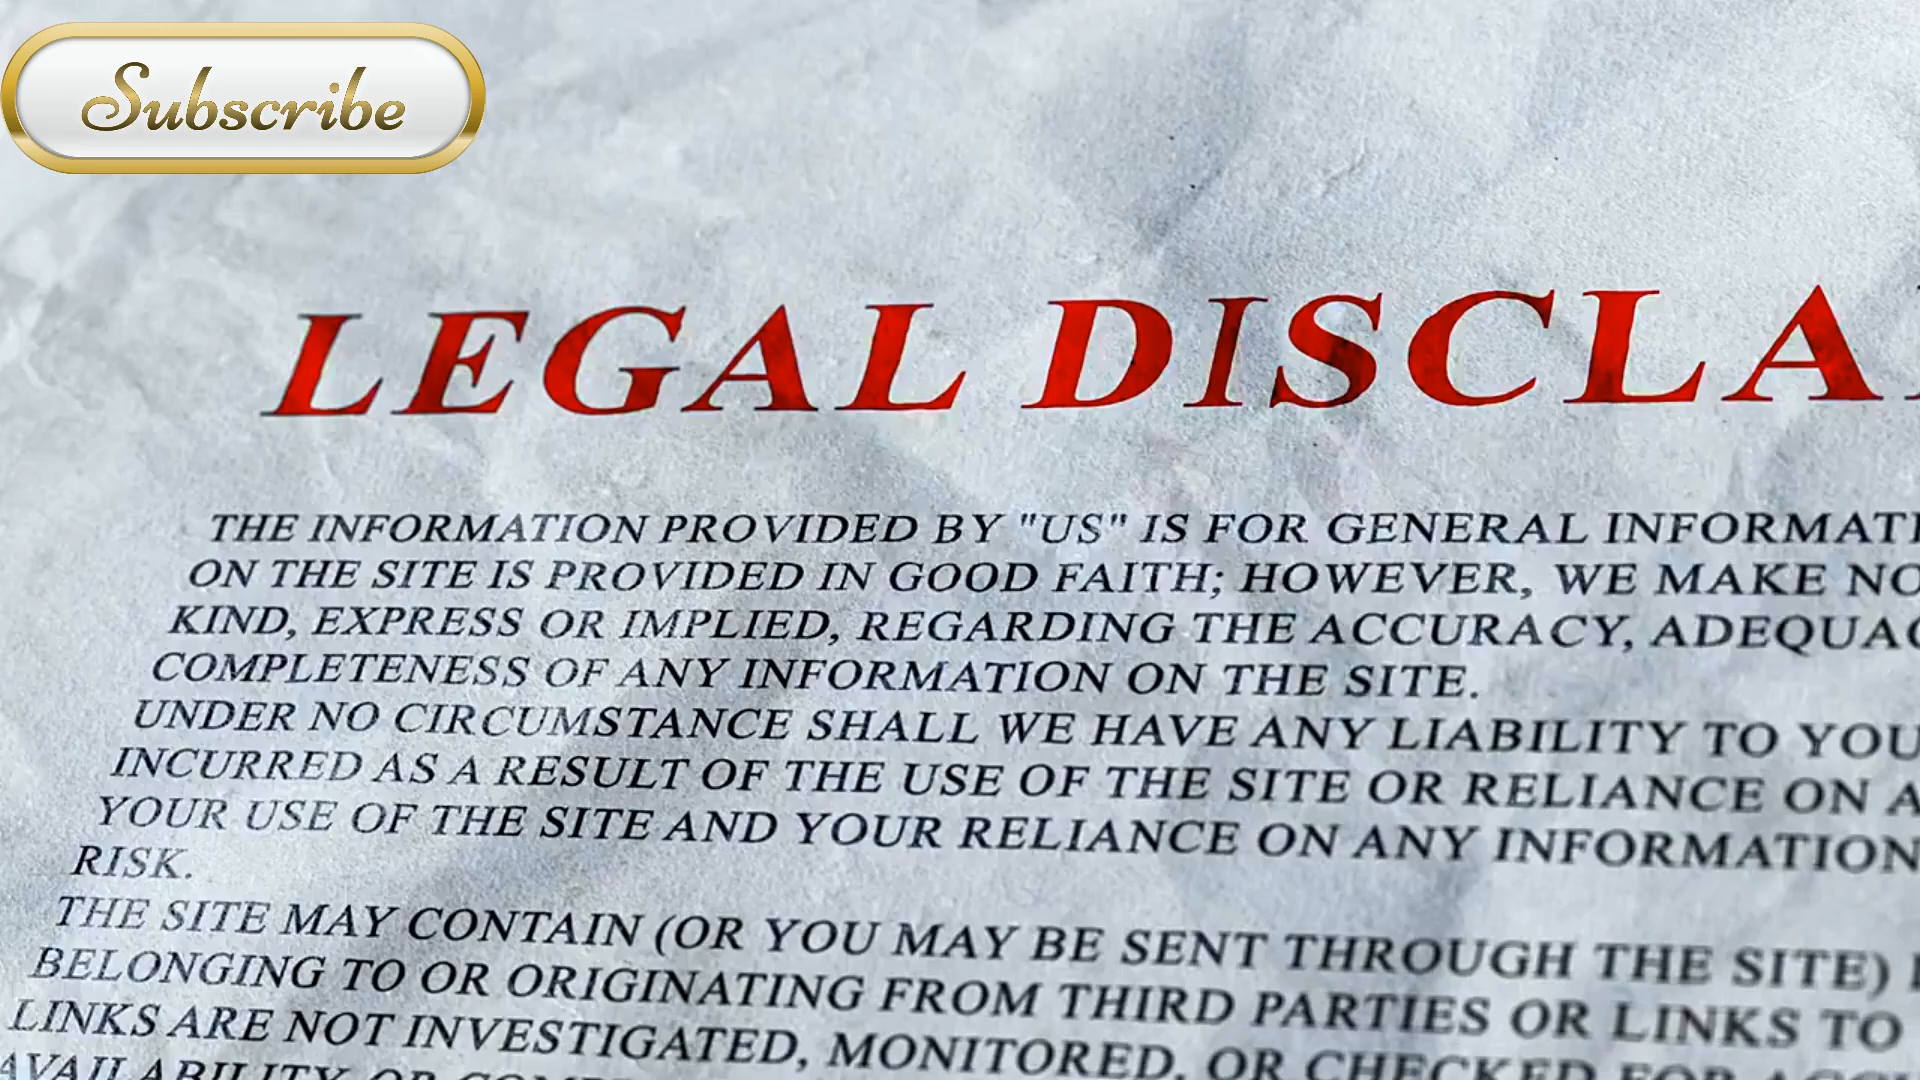 Subscribe
LEGAL DISCLA
THE INFORMATION PROVIDED BY "US" IS FOR GENERAL INFORMATI
ON THE SITE IS PROVIDED IN GOOD FAITH; HOWEVER, WE MAKE NO
KIND, EXPRESS OR IMPLIED, REGARDING THE ACCURACY, ADEQUAC
COMPLETENESS OF ANY INFORMATION ON THE SITE.
UNDER NO CIRCUMSTANCE SHALL WE HAVE ANY LIABILITY TO YOU
INCURRED AS A RESULT OF THE USE OF THE SITE OR RELIANCE ON A
YOUR USE OF THE SITE AND YOUR RELIANCE ON ANY INFORMATION
RISK.
THE SITE MAY CONTAIN (OR YOU MAY BE SENT THROUGH THE SITE)
BELONGING TO OR ORIGINATING FROM THIRD PARTIES OR LINKS TO
LINKS ARE NOT INVESTIGATED, MONITORED, OR CHECKED FOR
AVAILABILITY OR